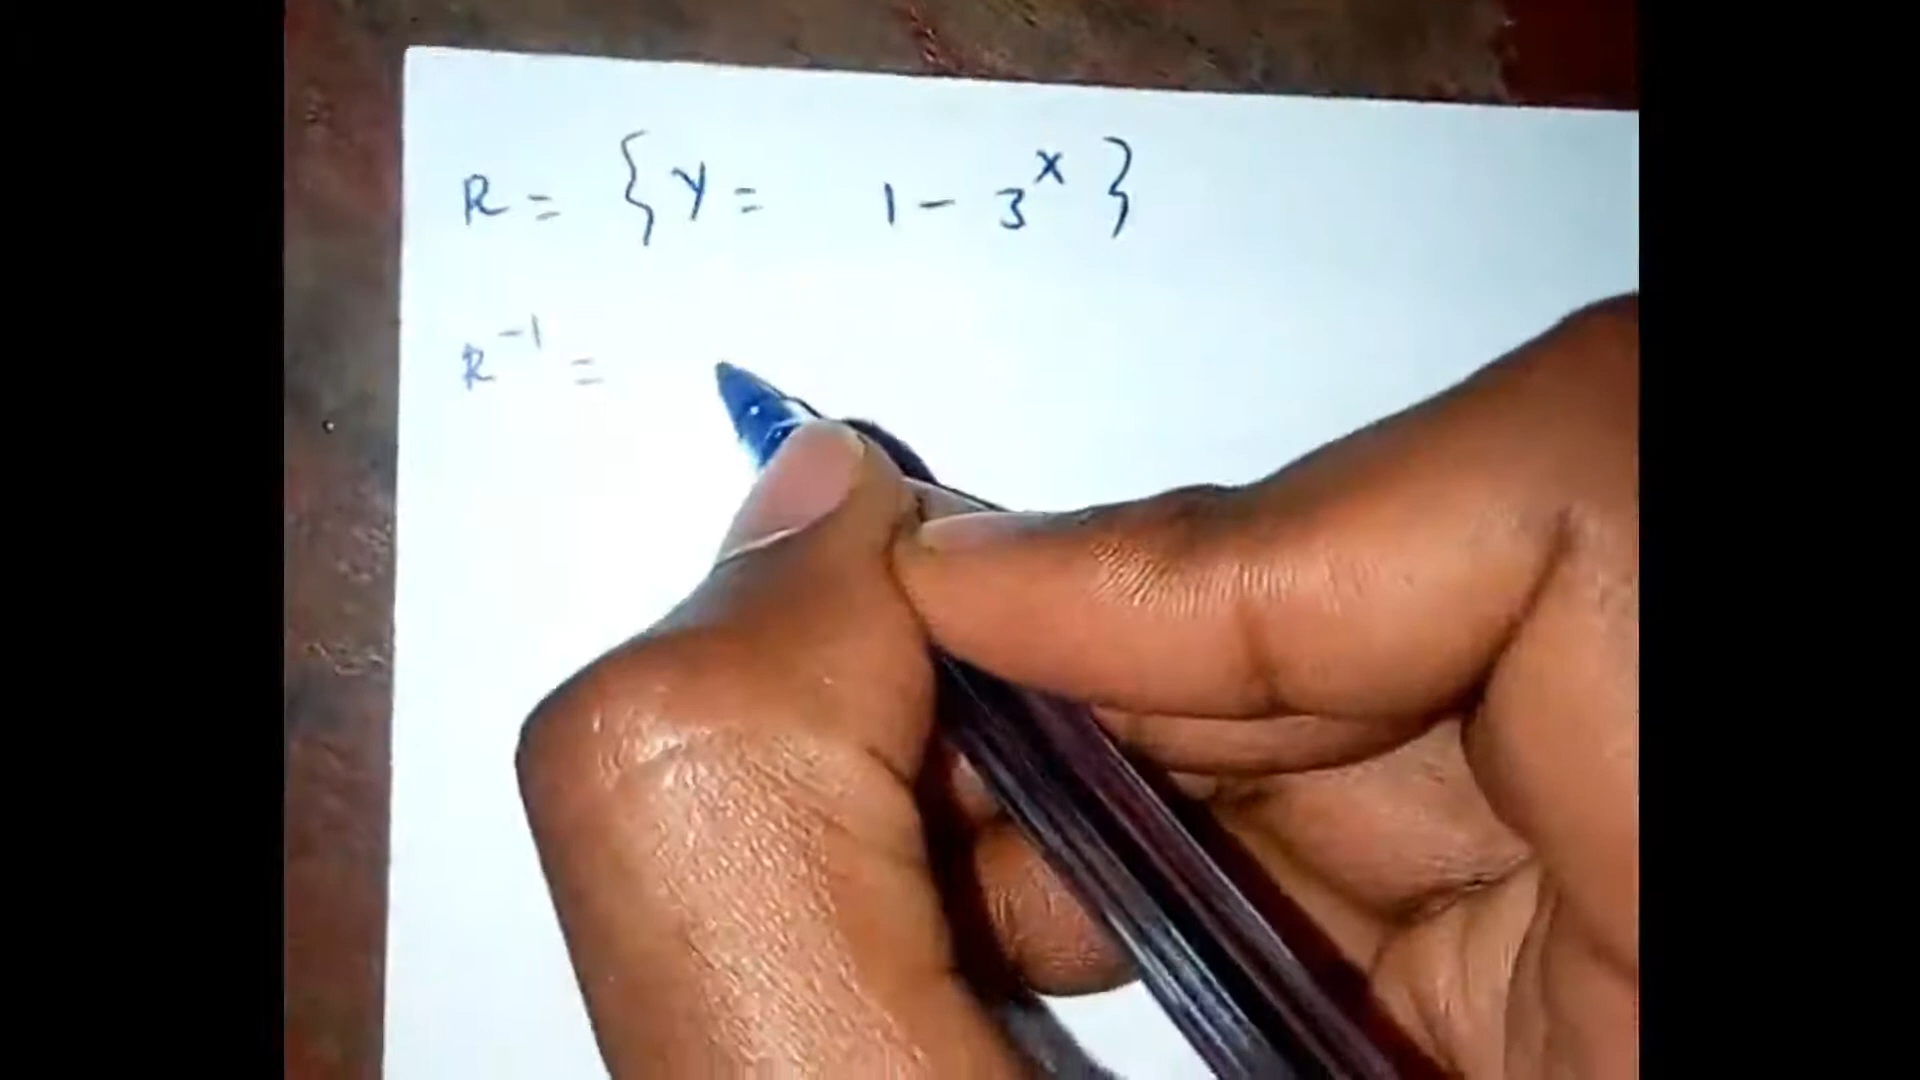 R = { y = 1 - 3^x }
R^-1 =